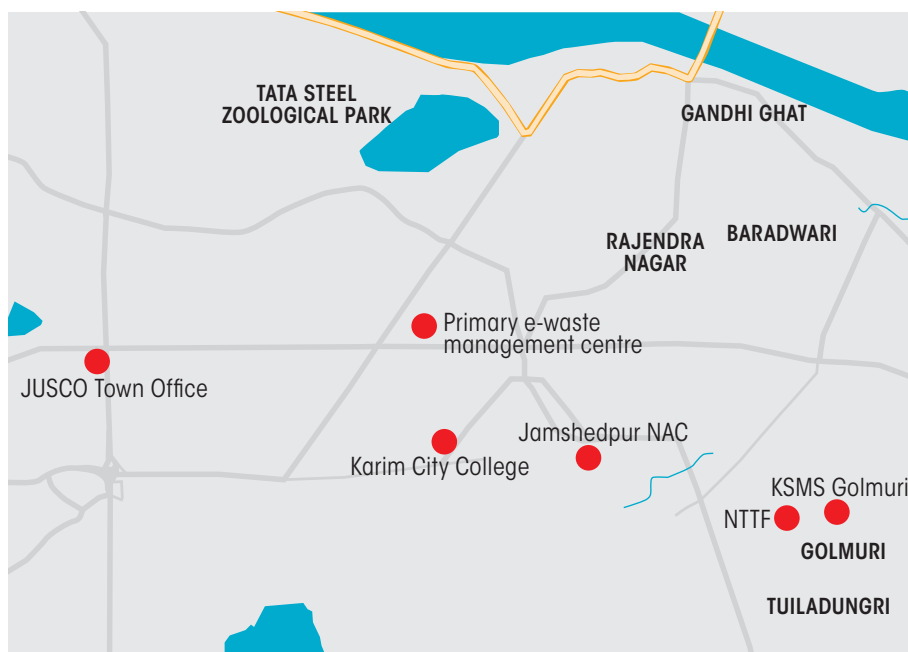 TATA STEEL
ZOOLOGICAL PARK
GANDHI GHAT
BARADWARI
RAJENDRA
NAGAR
Primary e-waste
management centre
JUSCO Town Office
Jamshedpur NAC
Karim City College
KSMS Golmuri
NTTF
GOLMURI
TUILADUNGRI